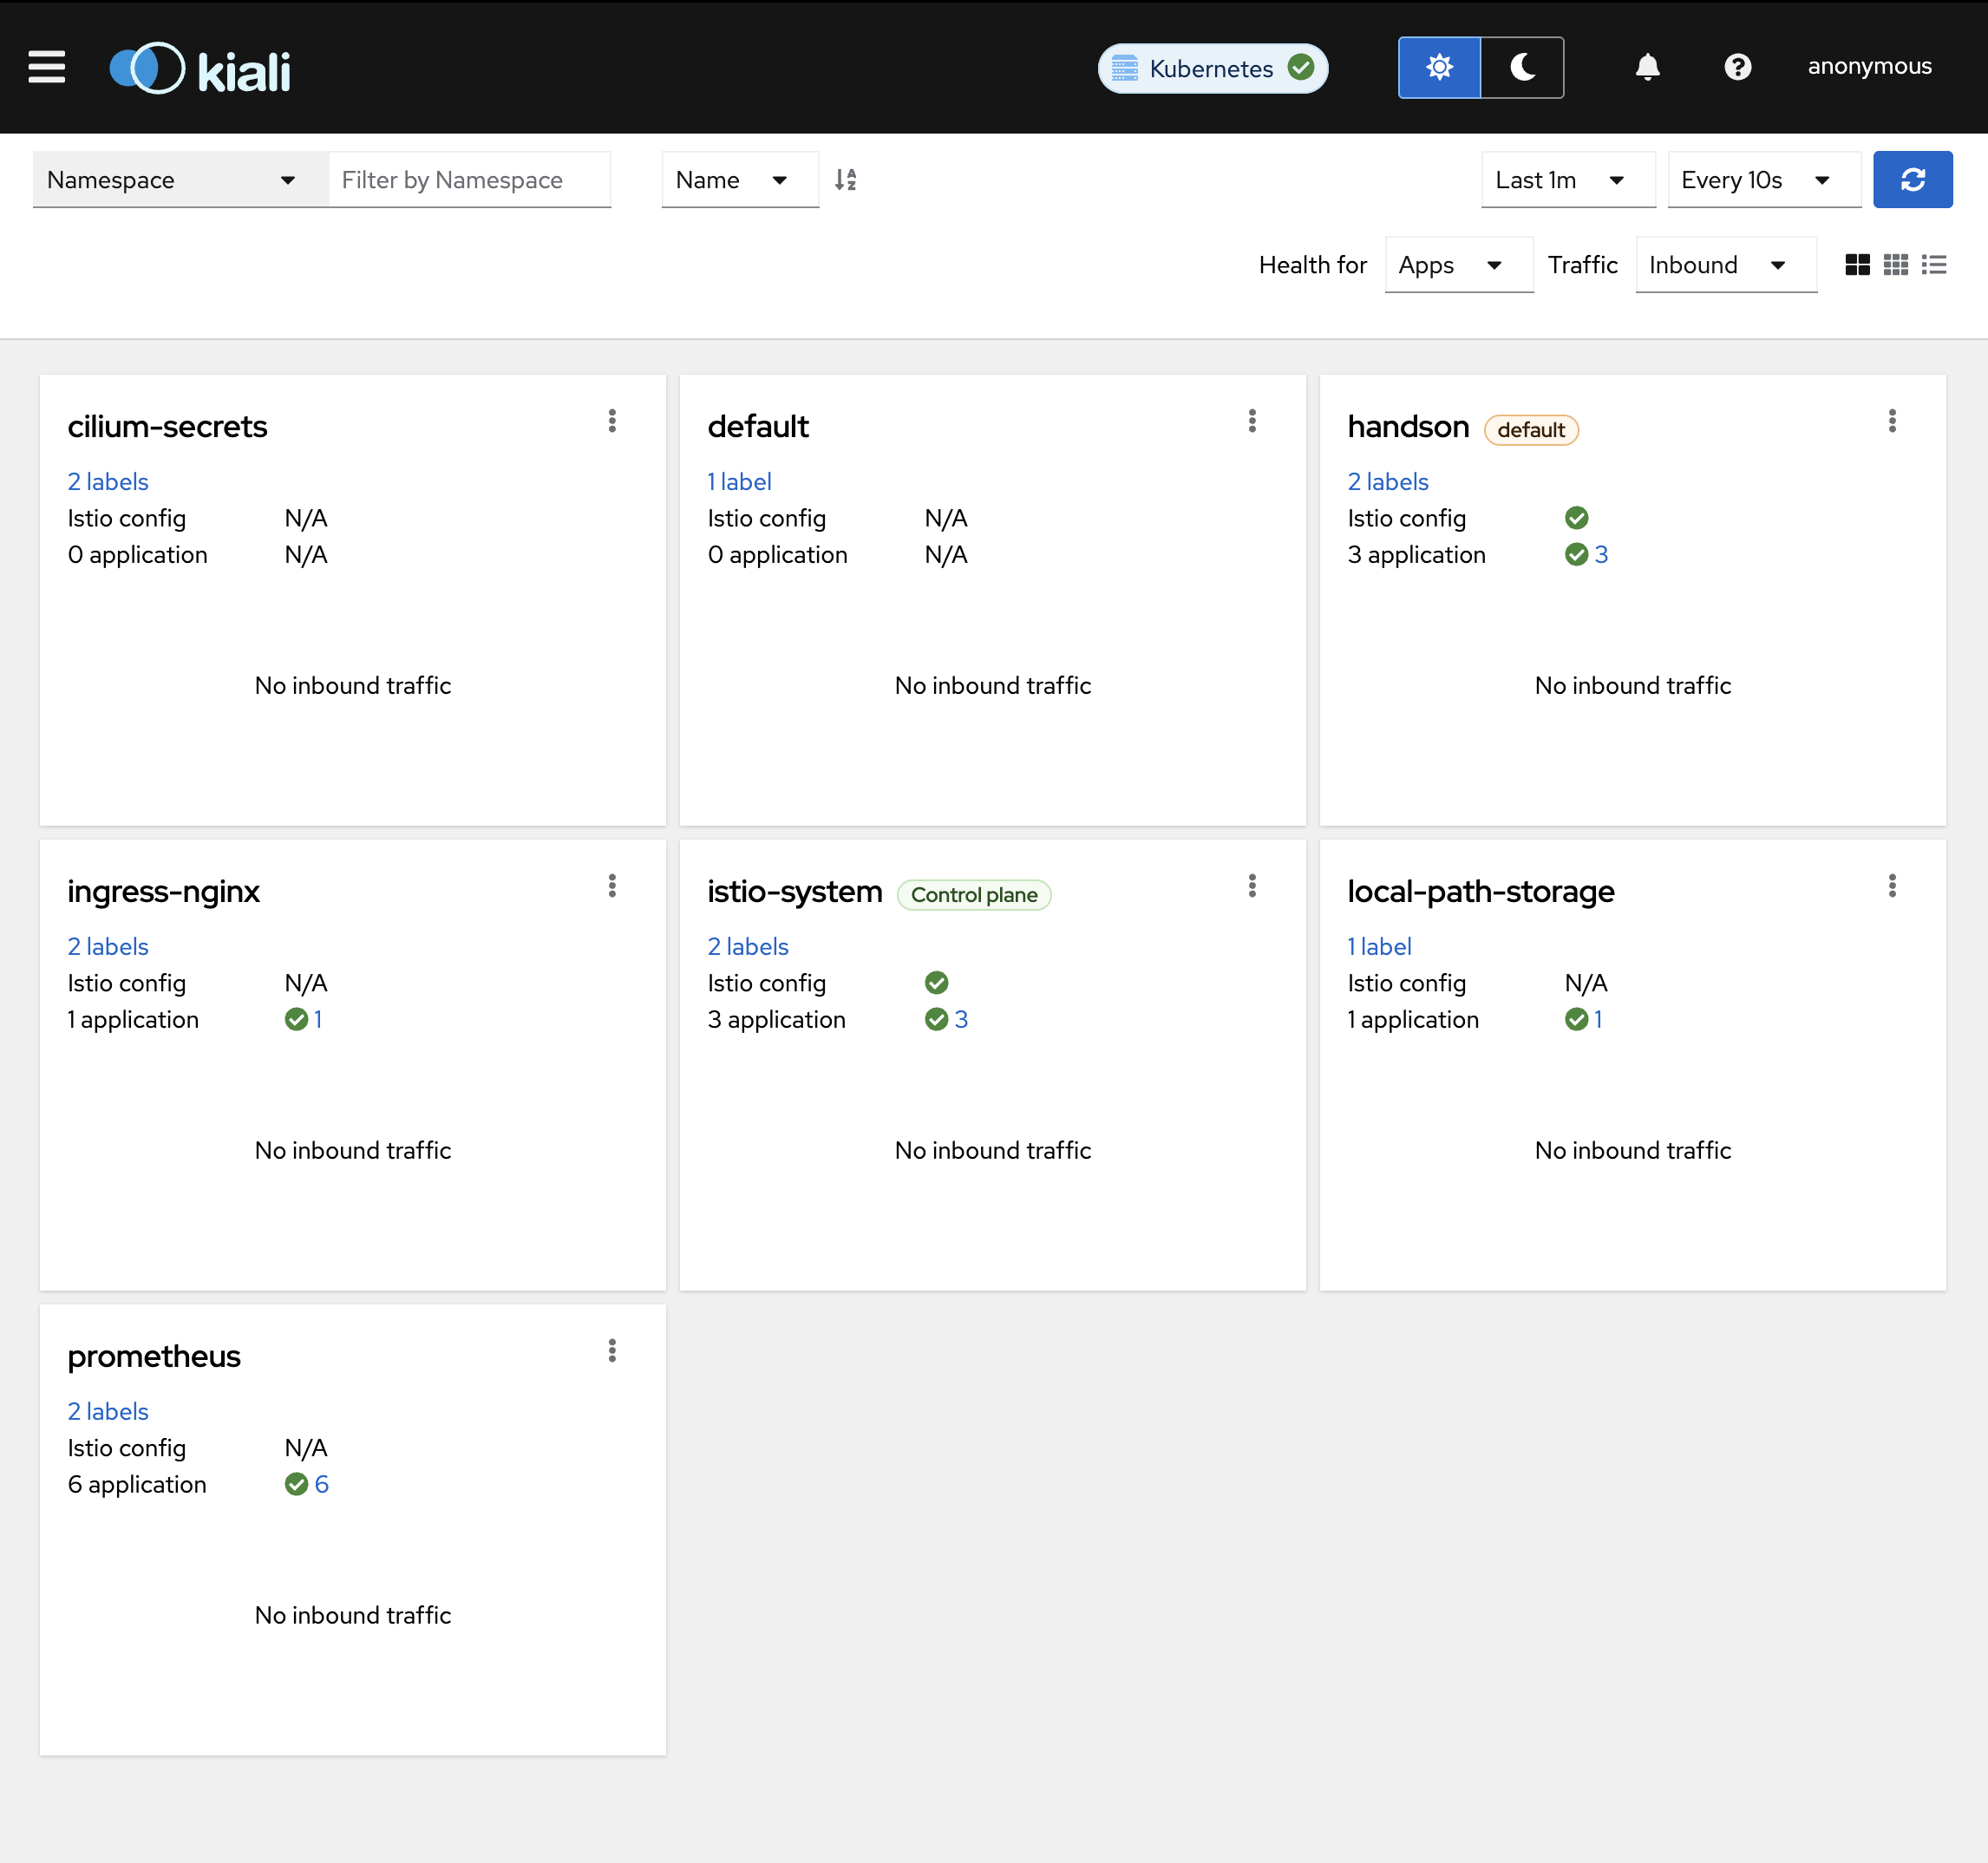 kiali
Kubernetes
anonymous
Namespace
Filter by Namespace
Name
Last 1m
Every 10s
Health for
Apps
Traffic
Inbound
cilium-secrets
2 labels
Istio config N/A
0 application N/A
No inbound traffic
default
1 label
Istio config N/A
0 application N/A
No inbound traffic
handson default
2 labels
Istio config
3 application 3
No inbound traffic
ingress-nginx
2 labels
Istio config N/A
1 application 1
No inbound traffic
istio-system Control plane
2 labels
Istio config
3 application 3
No inbound traffic
local-path-storage
1 label
Istio config N/A
1 application 1
No inbound traffic
prometheus
2 labels
Istio config N/A
6 application 6
No inbound traffic